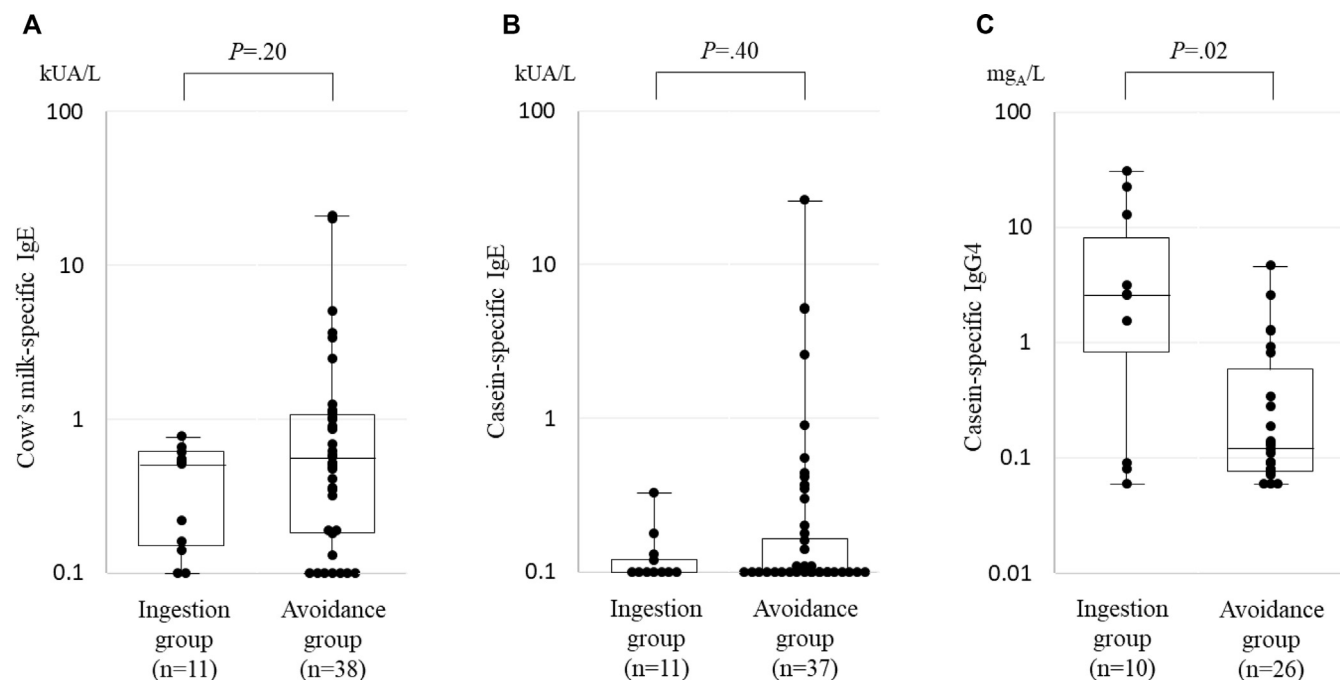 A
P=.20
kUA/L
100
10
1
0.1
Cow's milk-specific IgE
Ingestion
group
(n=11)
Avoidance
group
(n=38)
B
P=.40
kUA/L
100
10
1
0.1
Casein-specific IgE
Ingestion
group
(n=11)
Avoidance
group
(n=37)
C
P=.02
mgA/L
100
10
1
0.1
0.01
Casein-specific IgG4
Ingestion
group
(n=10)
Avoidance
group
(n=26)